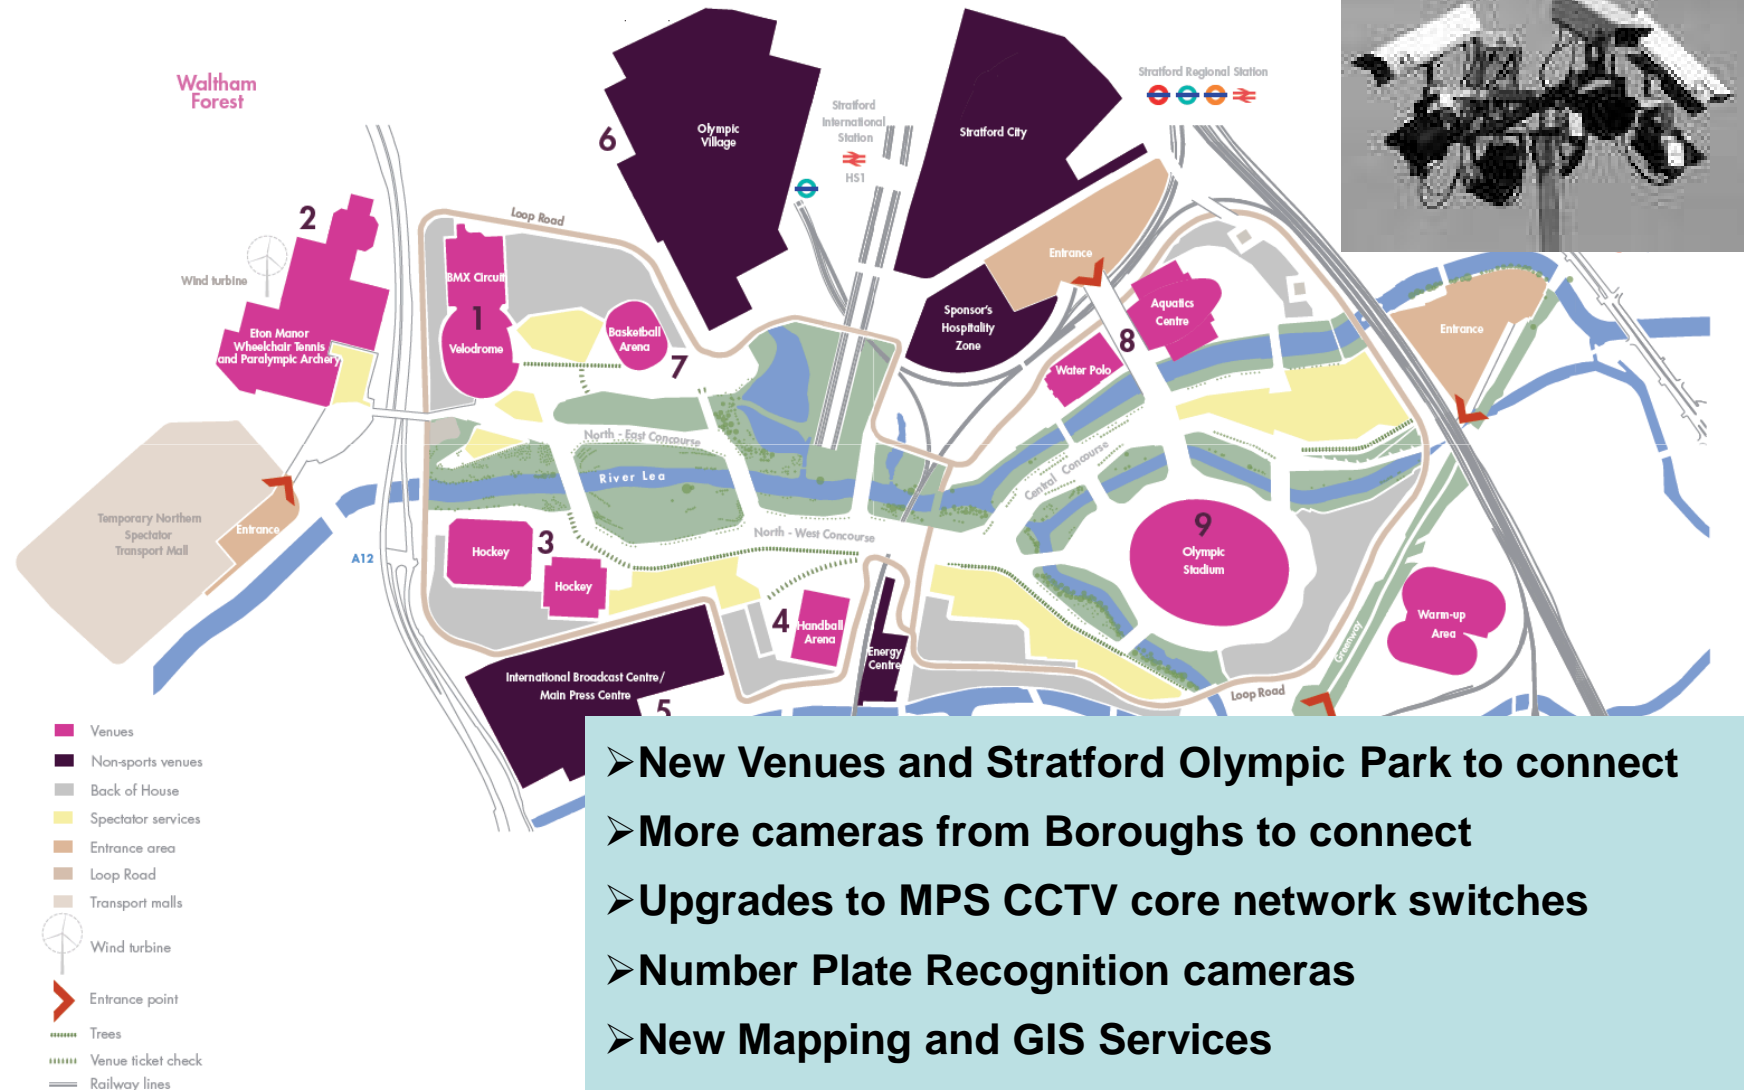 Waltham
Forest
6
Olympic
Village
Stratford
International
Station
HS1
Stratford City
Stratford Regional Station
2
Wind turbine
Eton Manor
Wheelchair Tennis
and Paralympic Archery
Loop Road
BMX Circuit
1
Velodrome
Basketball
Arena
7
Entrance
Sponsor's
Hospitality
Zone
Aquatics
Centre
8
Water Polo
Entrance
North - East Concourse
River Lea
Central Concourse
Temporary Northern
Spectator
Transport Mall
Entrance
A12
Hockey
3
Hockey
North - West Concourse
9
Olympic
Stadium
4
Handball
Arena
Energy
Centre
Warm-up
Area
Greenway
Loop Road
International Broadcast Centre/
Main Press Centre
5
Venues
Non-sports venues
Back of House
Spectator services
Entrance area
Loop Road
Transport malls
Wind turbine
Entrance point
Trees
Venue ticket check
Railway lines
➢New Venues and Stratford Olympic Park to connect
➢More cameras from Boroughs to connect
➢Upgrades to MPS CCTV core network switches
➢Number Plate Recognition cameras
➢New Mapping and GIS Services